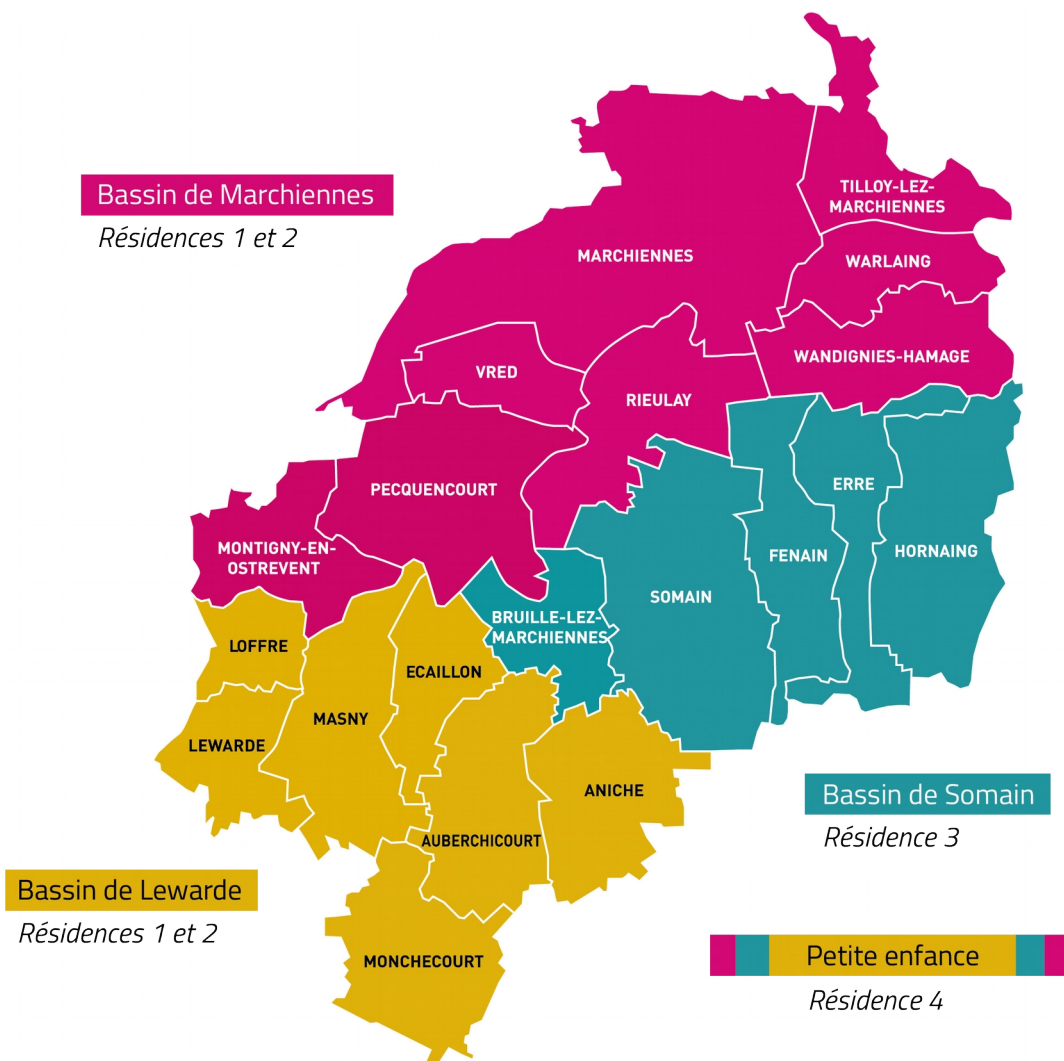 Bassin de Marchiennes
Résidences 1 et 2
TILLOY-LEZ-
MARCHIENNES
MARCHIENNES
WARLAING
WANDIGNIES-HAMAGE
VRED
RIEULAY
PECQUENCOURT
ERRE
MONTIGNY-EN-
OSTREVENT
FENAIN
HORNAING
SOMAIN
BRUILLE-LEZ-
MARCHIENNES
LOFFRE
ECAILLON
MASNY
LEWARDE
ANICHE
AUBERCHICOURT
MONCHECOURT
Bassin de Somain
Résidence 3
Bassin de Lewarde
Résidences 1 et 2
Petite enfance
Résidence 4